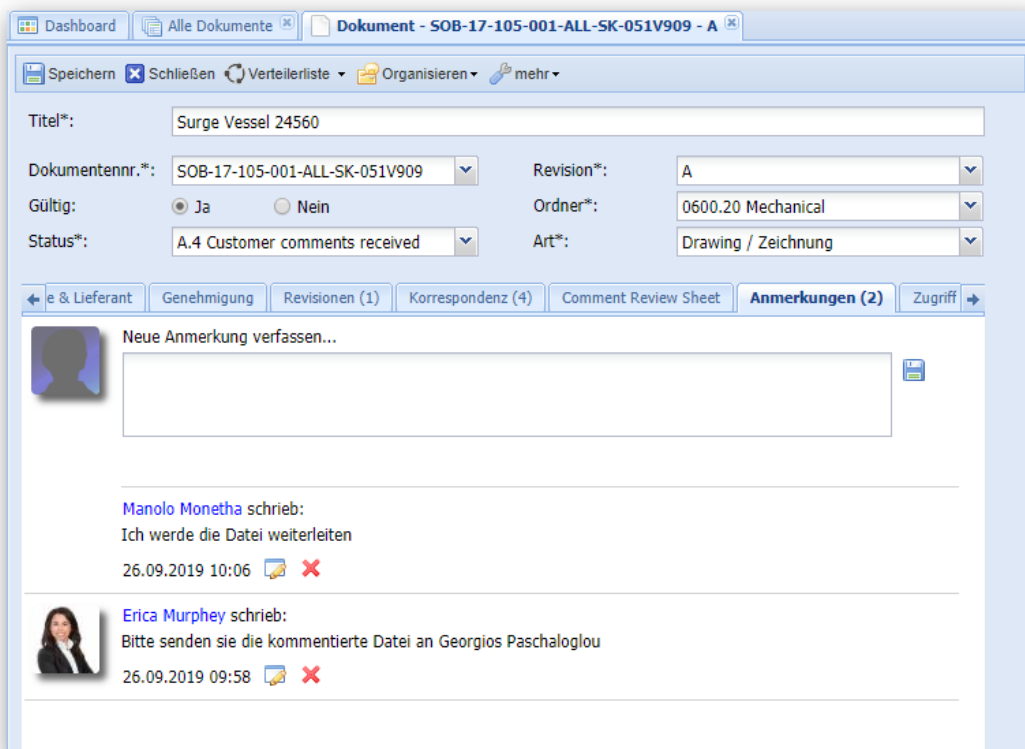 Dashboard Alle Dokumente Dokument - SOB-17-105-001-ALL-SK-051V909 - A
Speichern Schließen Verteilerliste Organisieren mehr
Titel*: Surge Vessel 24560
Dokumentennr.*: SOB-17-105-001-ALL-SK-051V909 Revision*: A
Gültig: Ja Nein Ordner*: 0600.20 Mechanical
Status*: A.4 Customer comments received Art*: Drawing / Zeichnung
e & Lieferant Genehmigung Revisionen (1) Korrespondenz (4) Comment Review Sheet Anmerkungen (2) Zugriff
Neue Anmerkung verfassen...
Manolo Monetha schrieb:
Ich werde die Datei weiterleiten
26.09.2019 10:06
Erica Murphey schrieb:
Bitte senden sie die kommentierte Datei an Georgios Paschaloglou
26.09.2019 09:58